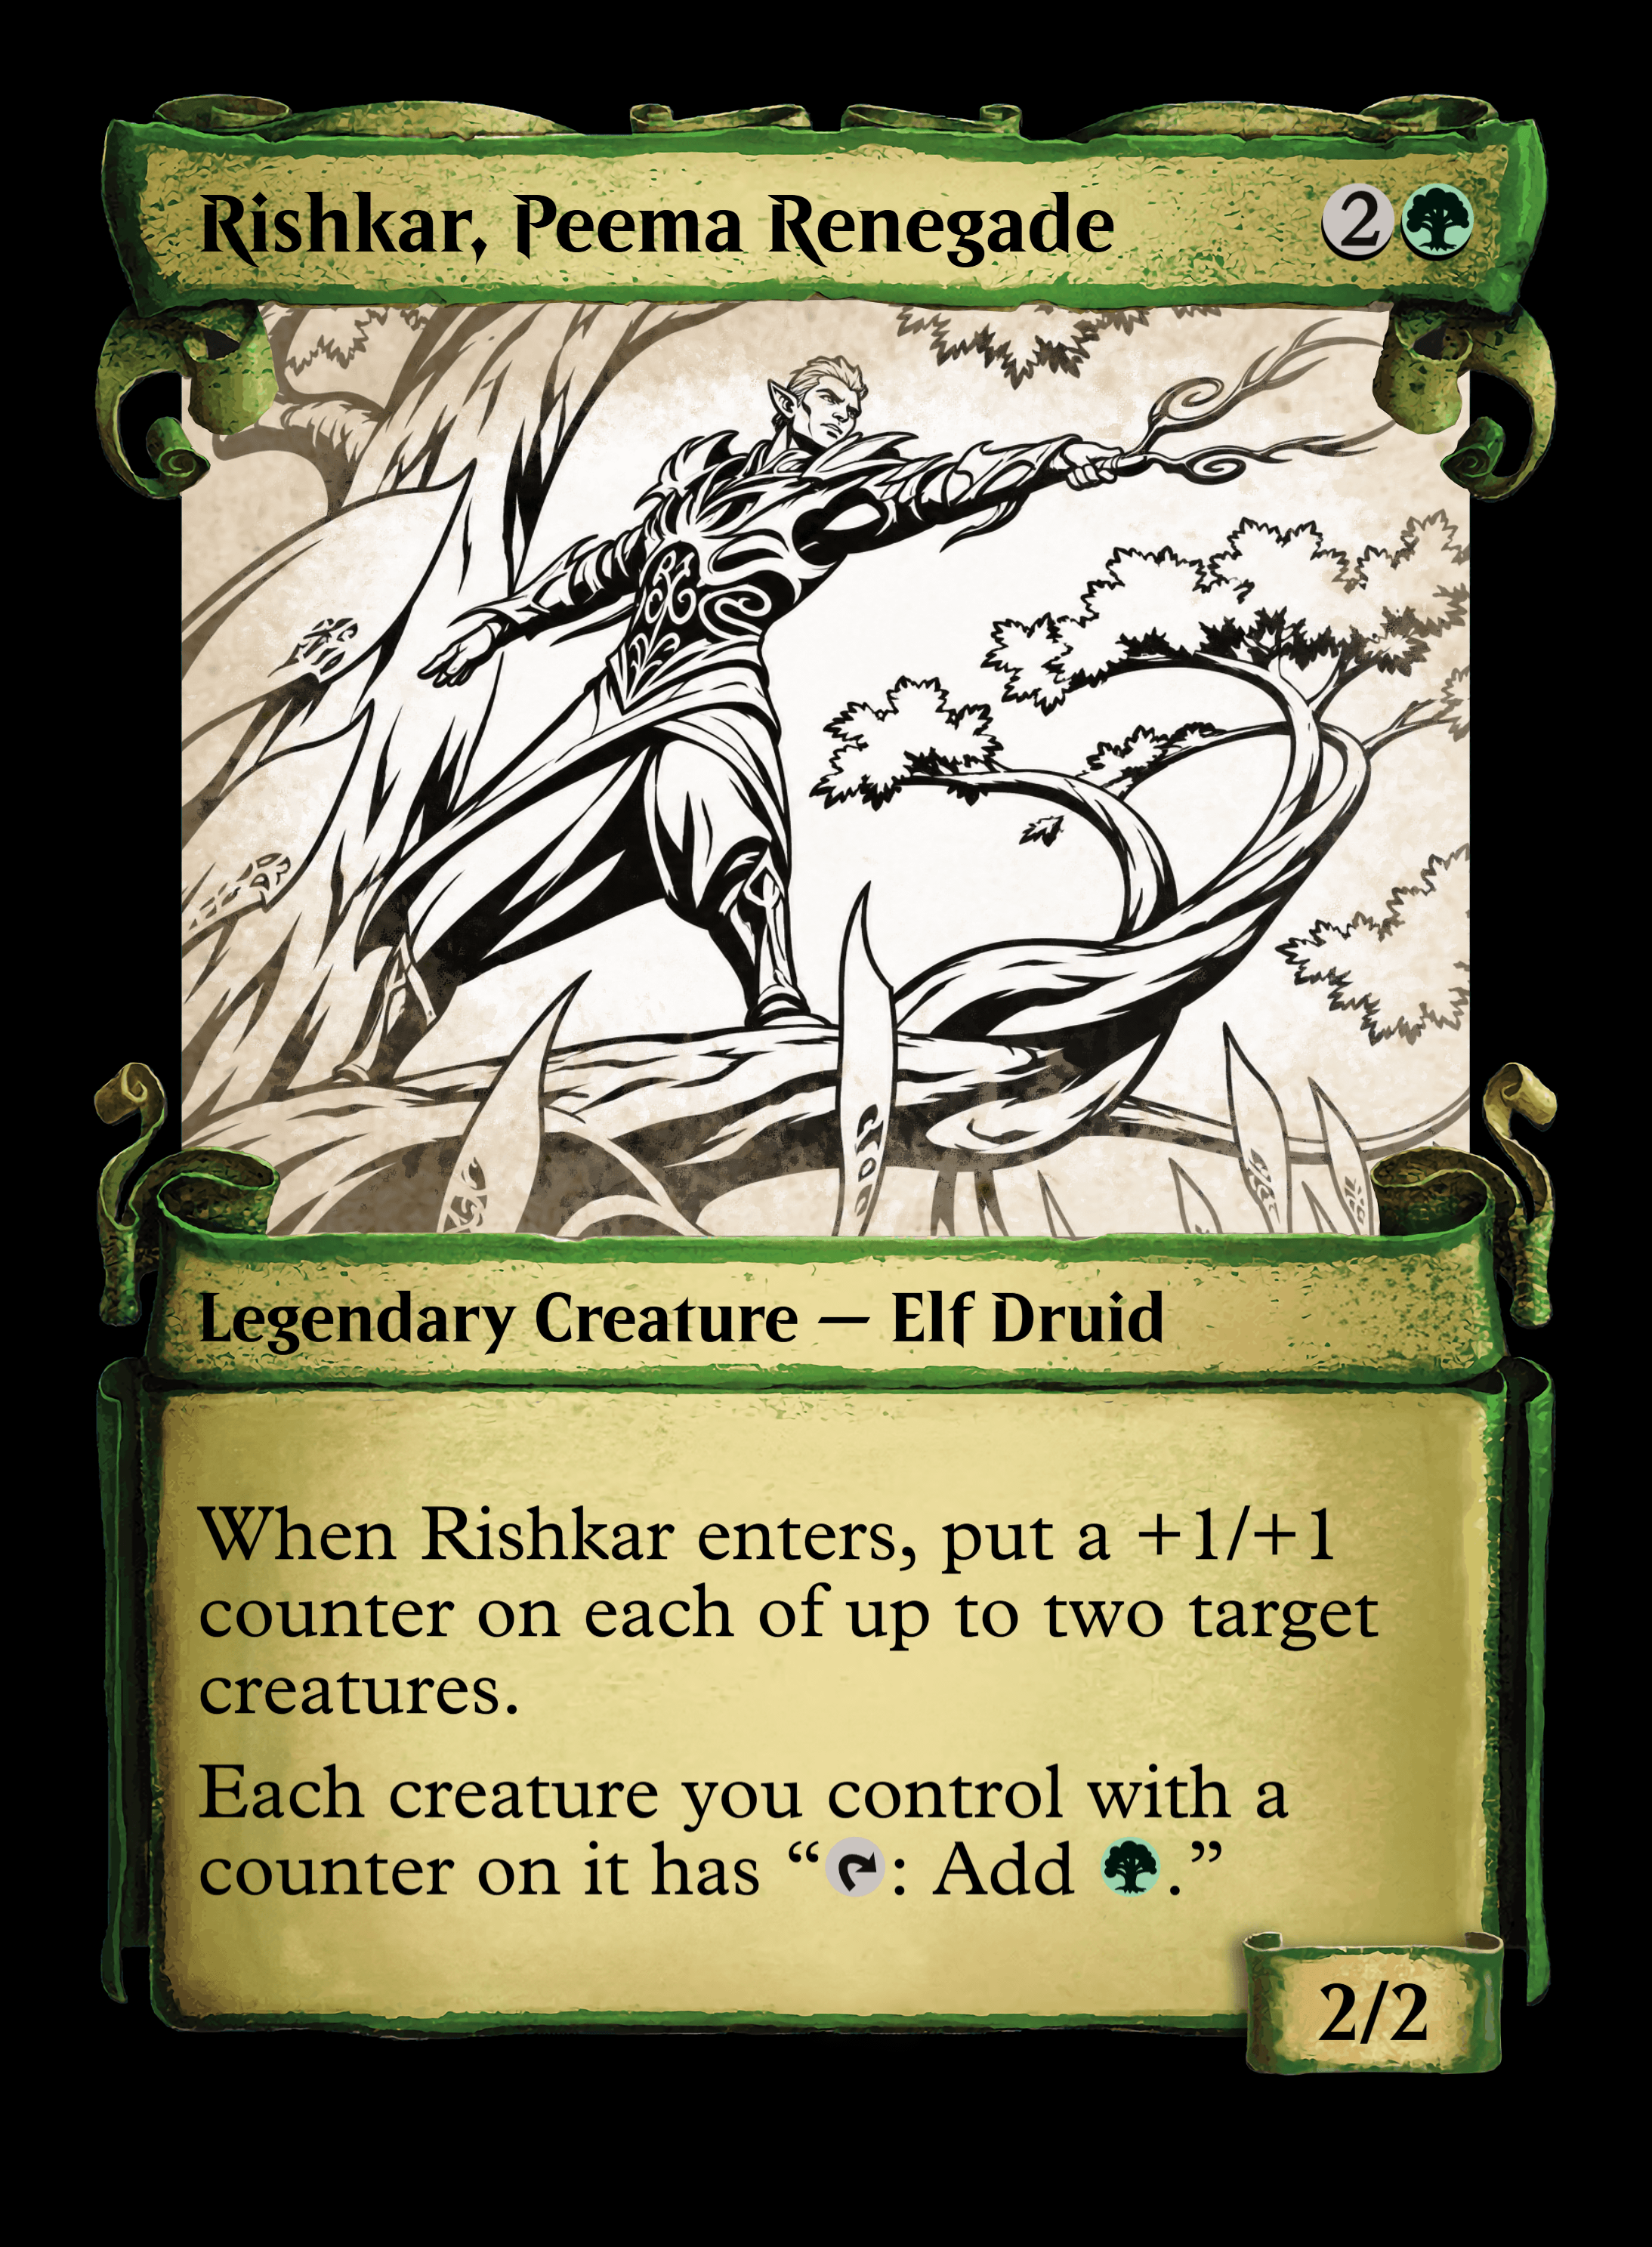 Rishkar, Peema Renegade 2
Legendary Creature — Elf Druid
When Rishkar enters, put a +1/+1
counter on each of up to two target
creatures.
Each creature you control with a
counter on it has “: Add .”
2/2